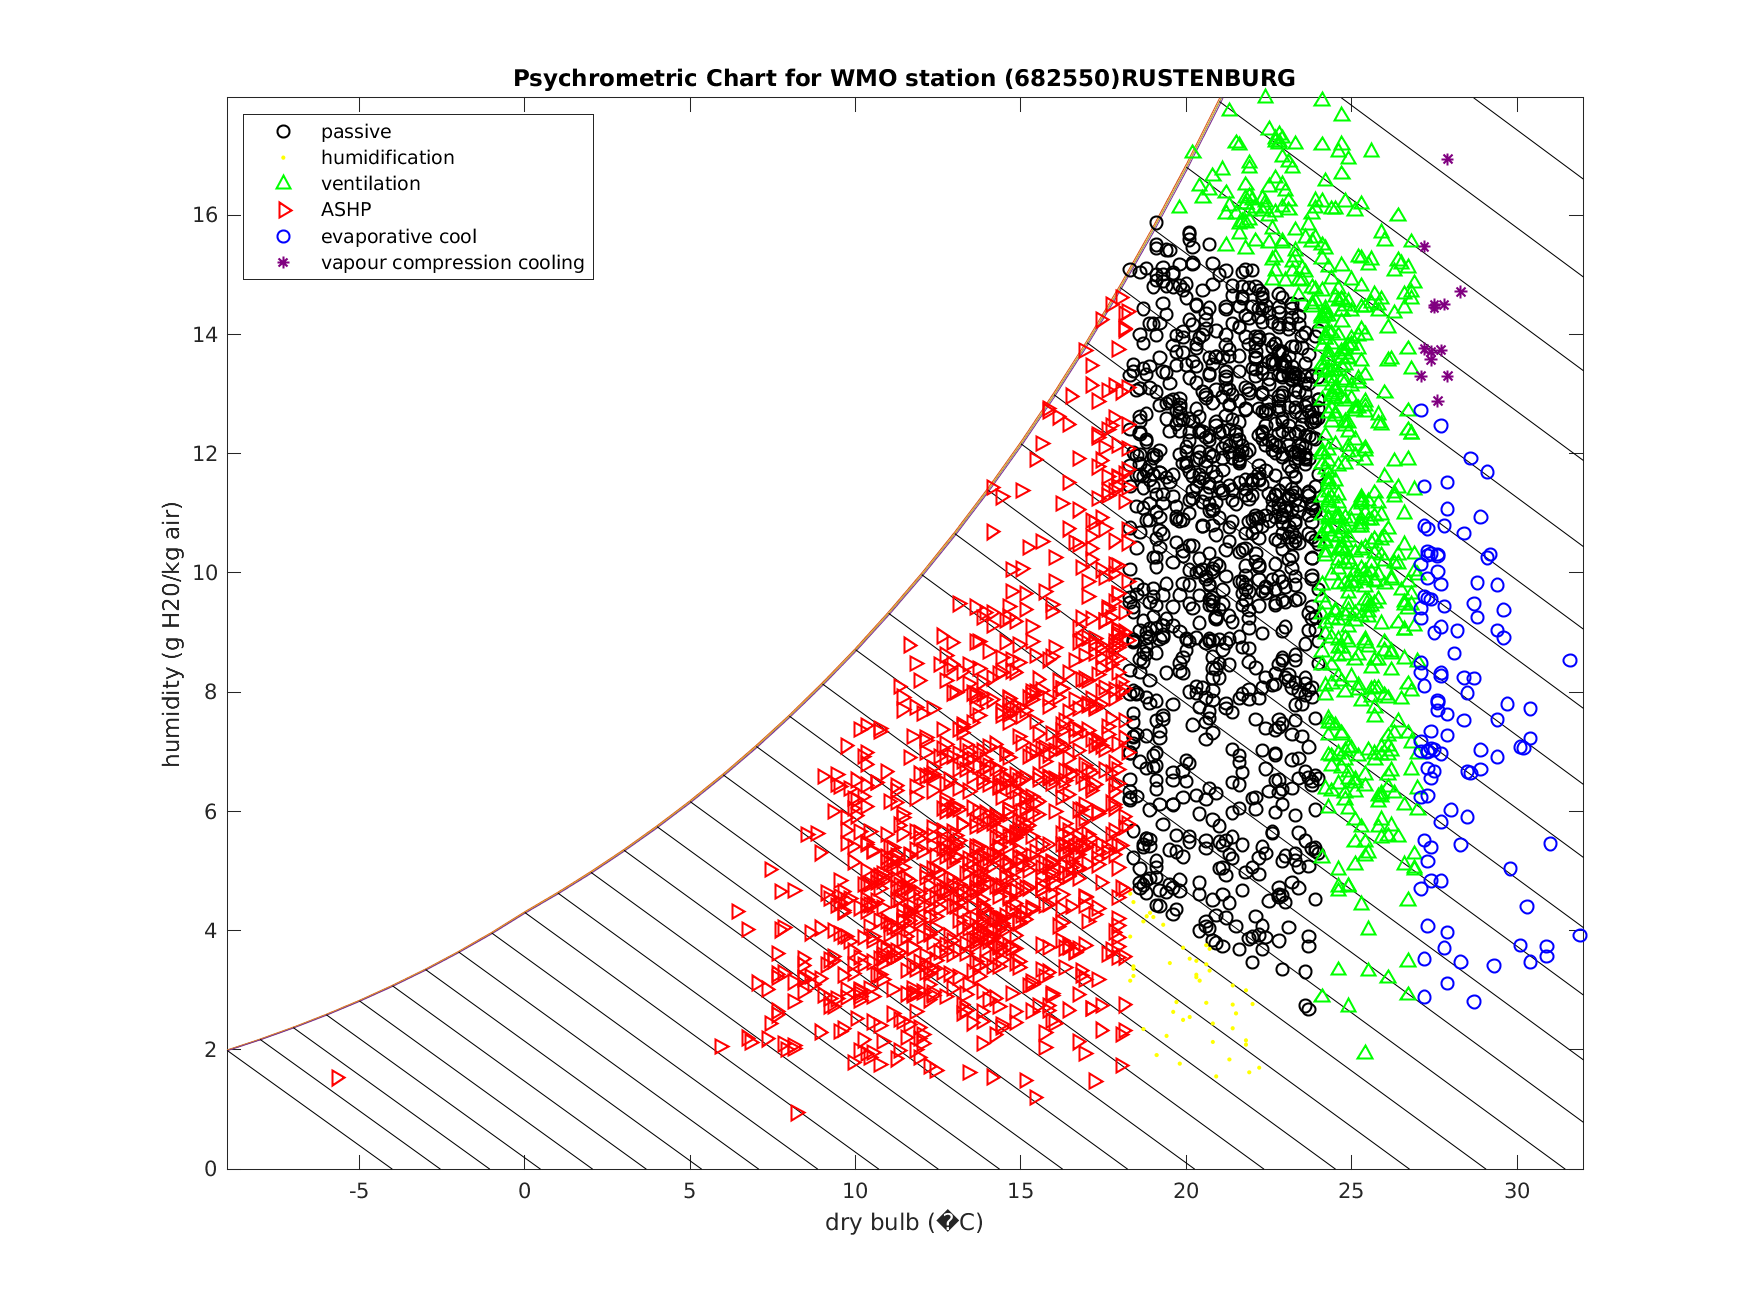 Psychrometric Chart for WMO station (682550)RUSTENBURG
passive
humidification
ventilation
ASHP
evaporative cool
vapour compression cooling
humidity (g H20/kg air)
16
14
12
10
8
6
4
2
0
-5 0 5 10 15 20 25 30
dry bulb (�C)